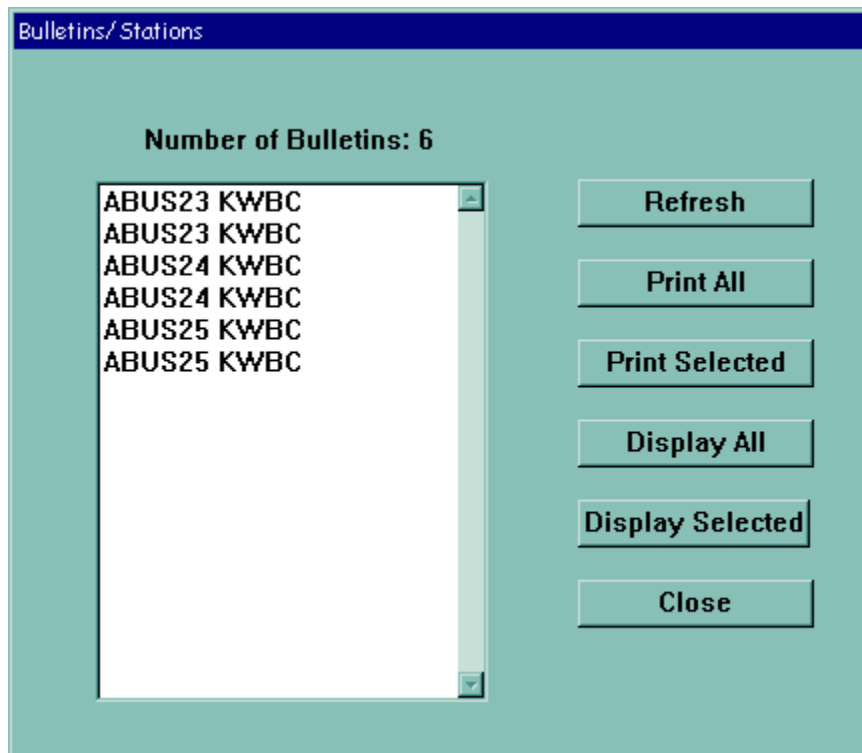 Bulletins/Stations
Number of Bulletins: 6
ABUS23 KWBC
ABUS23 KWBC
ABUS24 KWBC
ABUS24 KWBC
ABUS25 KWBC
ABUS25 KWBC
Refresh
Print All
Print Selected
Display All
Display Selected
Close